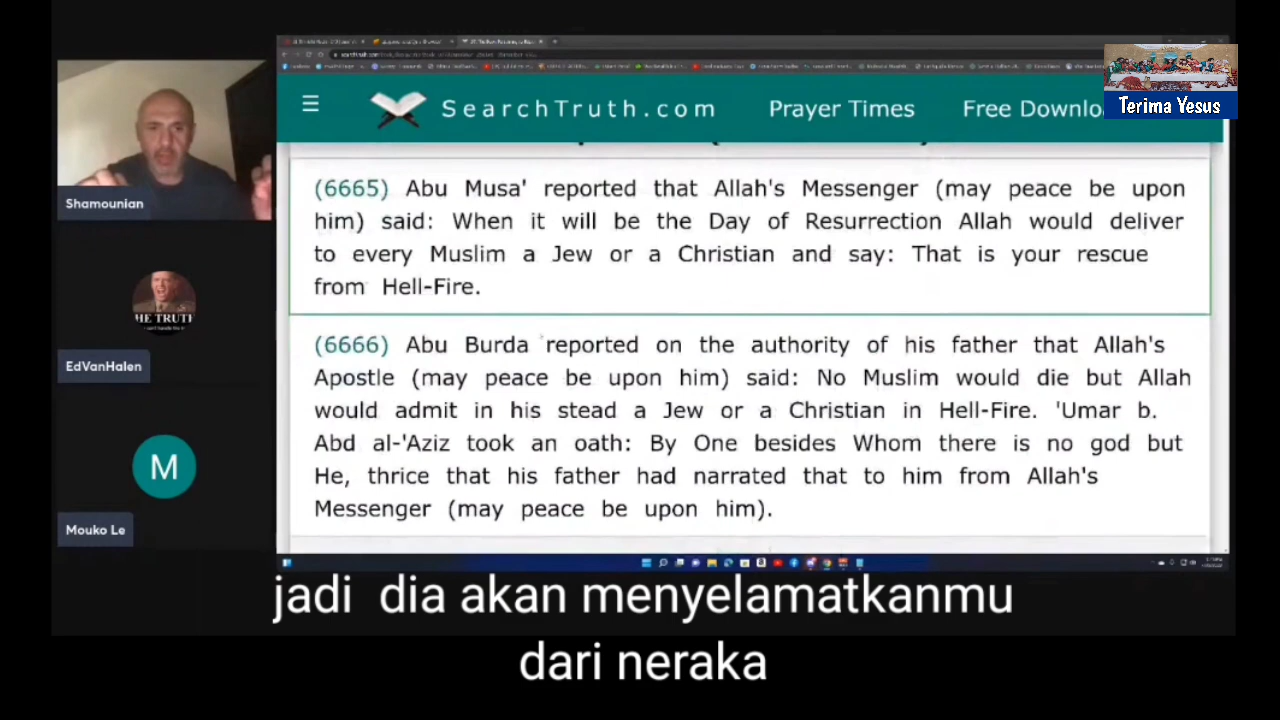 SearchTruth.com Prayer Times Free Downlo
Terima Yesus
(6665) Abu Musa' reported that Allah's Messenger (may peace be upon
him) said: When it will be the Day of Resurrection Allah would deliver
to every Muslim a Jew or a Christian and say: That is your rescue
from Hell-Fire.
(6666) Abu Burda reported on the authority of his father that Allah's
Apostle (may peace be upon him) said: No Muslim would die but Allah
would admit in his stead a Jew or a Christian in Hell-Fire. 'Umar b.
Abd al-'Aziz took an oath: By One besides Whom there is no god but
He, thrice that his father had narrated that to him from Allah's
Messenger (may peace be upon him).
Shamounian
HE TRUTH
EdVanHalen
M
Mouko Le
jadi dia akan menyelamatkanmu
dari neraka